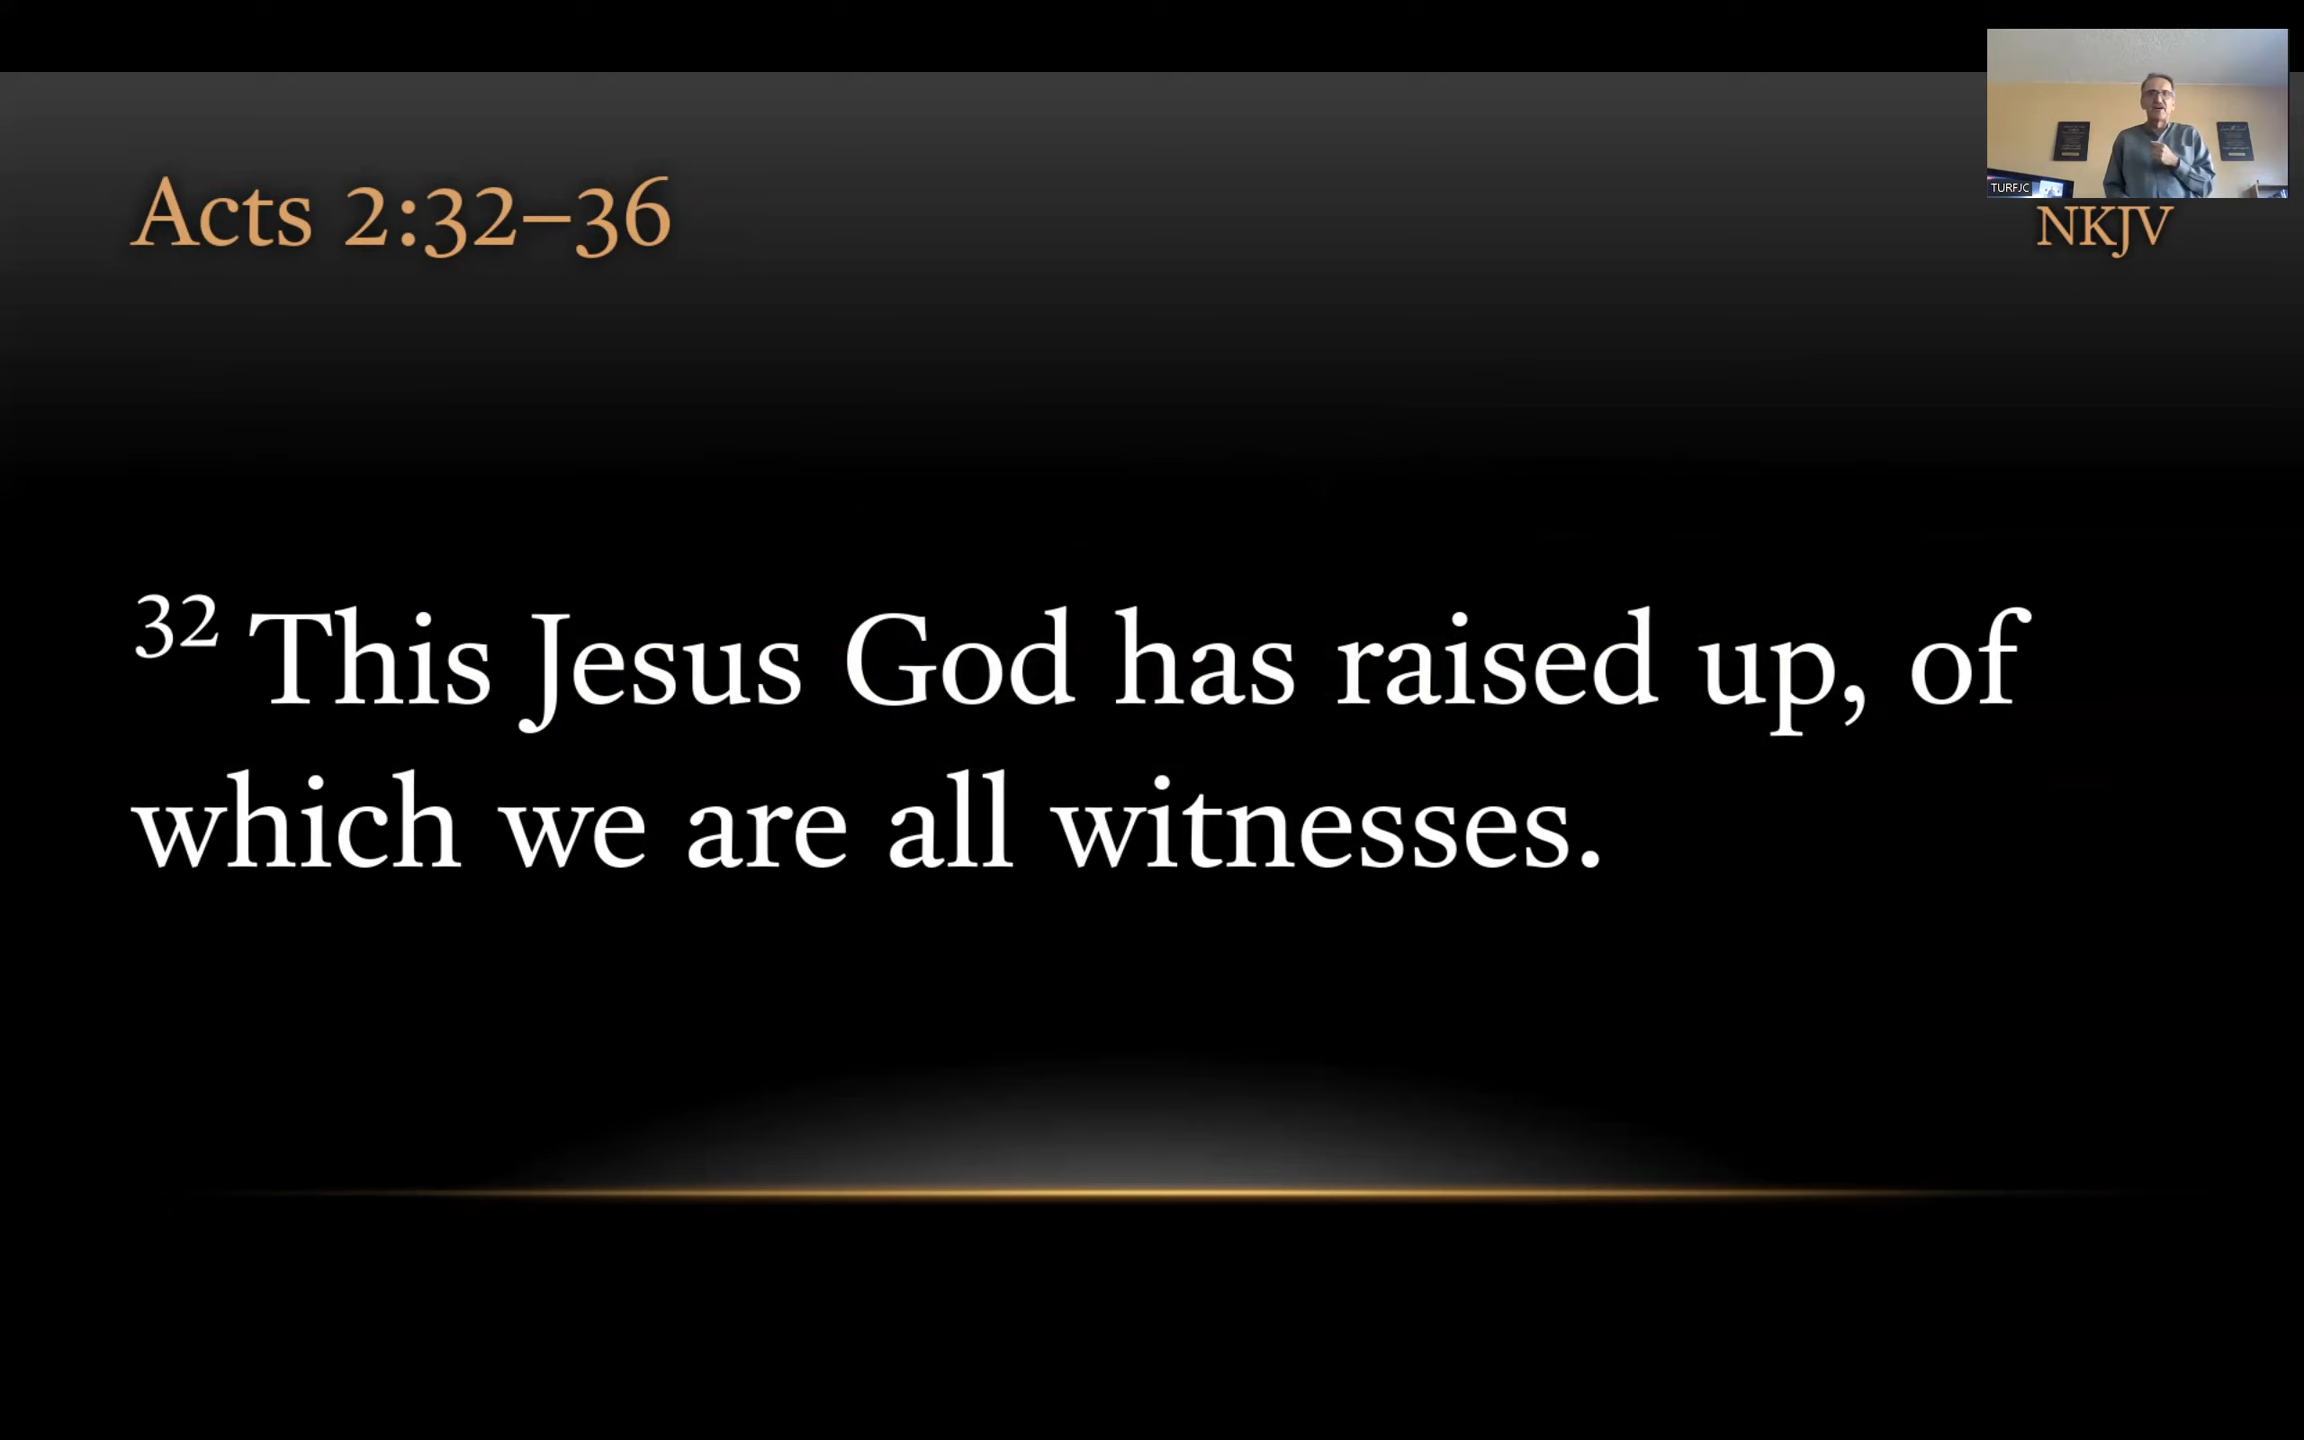 TURFJC
Acts 2:32–36
NKJV
32 This Jesus God has raised up, of
which we are all witnesses.